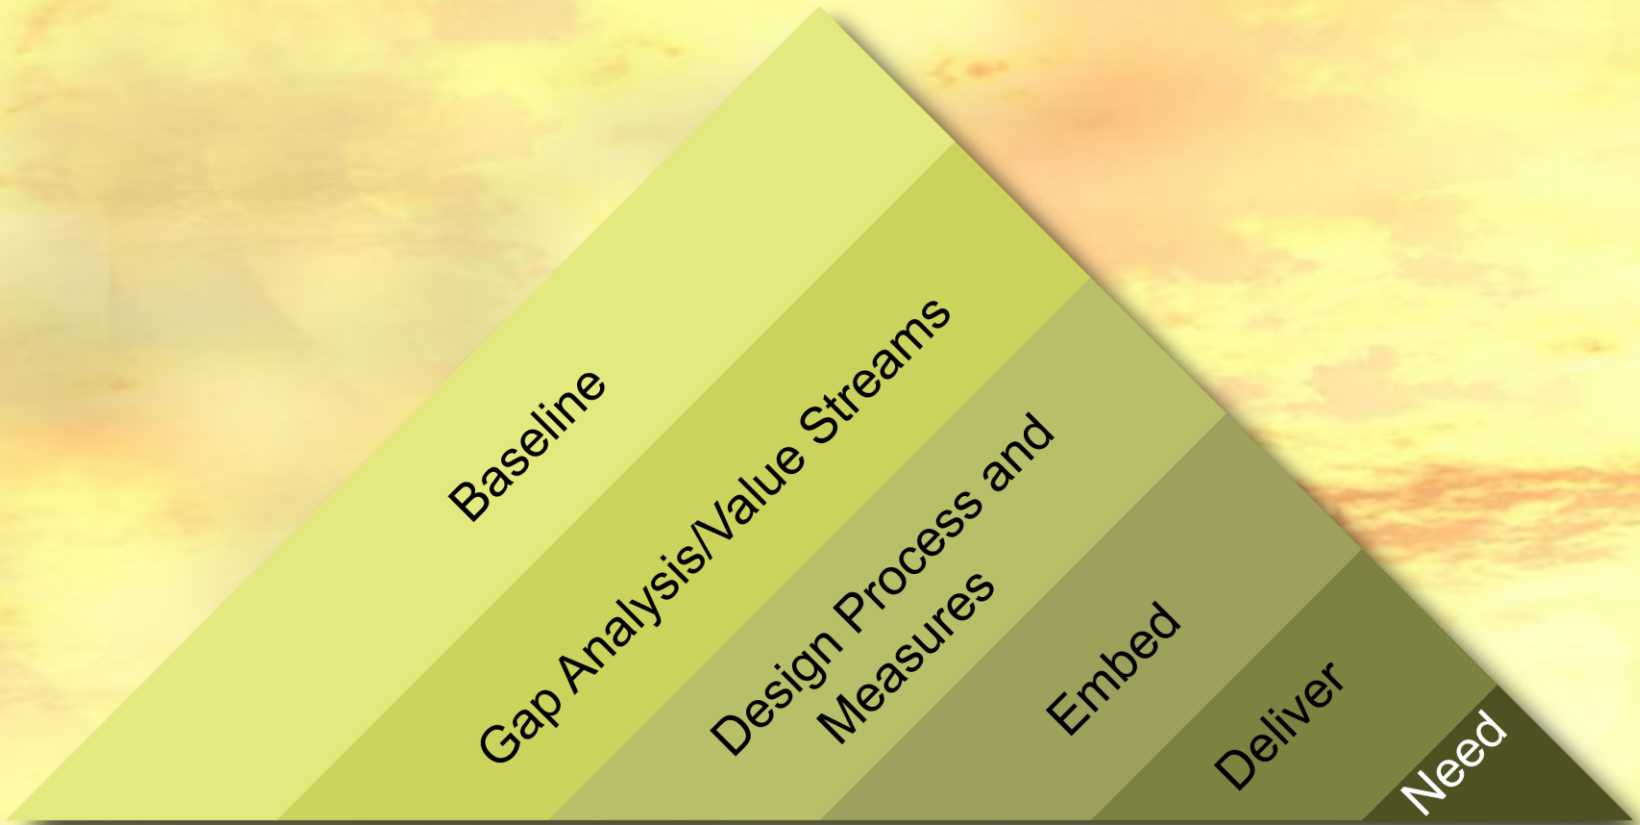 Baseline
Gap Analysis/Value Streams
Design Process and
Measures
Embed
Deliver
Need